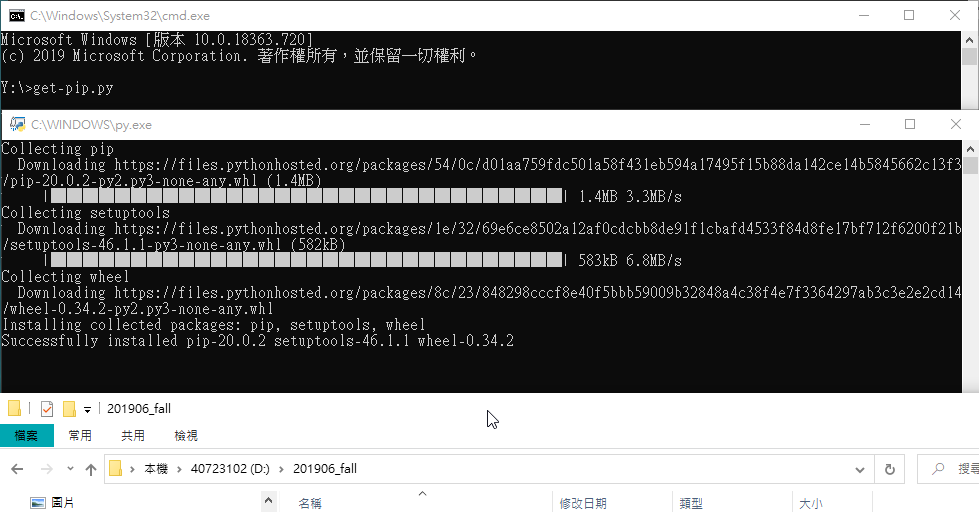 C:\Windows\System32\cmd.exe
Microsoft Windows [版本 10.0.18363.720]
(c) 2019 Microsoft Corporation. 著作權所有，並保留一切權利。
Y:\>get-pip.py
C:\WINDOWS\py.exe
Collecting pip
Downloading https://files.pythonhosted.org/packages/54/0c/d01aa759fdc501a58f431eb594a17495f15b88da142ce14b5845662c13f3
/pip-20.0.2-py2.py3-none-any.whl (1.4MB)
1.4MB 3.3MB/s
Collecting setuptools
Downloading https://files.pythonhosted.org/packages/1e/32/69e6ce8502a12af0cdcbb8de91f1cbafd4533f84d8fe17bf712f6200f21b
/setuptools-46.1.1-py3-none-any.whl (582kB)
583kB 6.8MB/s
Collecting wheel
Downloading https://files.pythonhosted.org/packages/8c/23/848298cccf8e40f5bbb59009b32848a4c38f4e7f3364297ab3c3e2e2cd14
/wheel-0.34.2-py2.py3-none-any.whl
Installing collected packages: pip, setuptools, wheel
Successfully installed pip-20.0.2 setuptools-46.1.1 wheel-0.34.2
201906_fall
檔案 常用 共用 檢視
本機 > 40723102 (D:) > 201906_fall 搜尋
圖片 名稱 修改日期 類型 大小